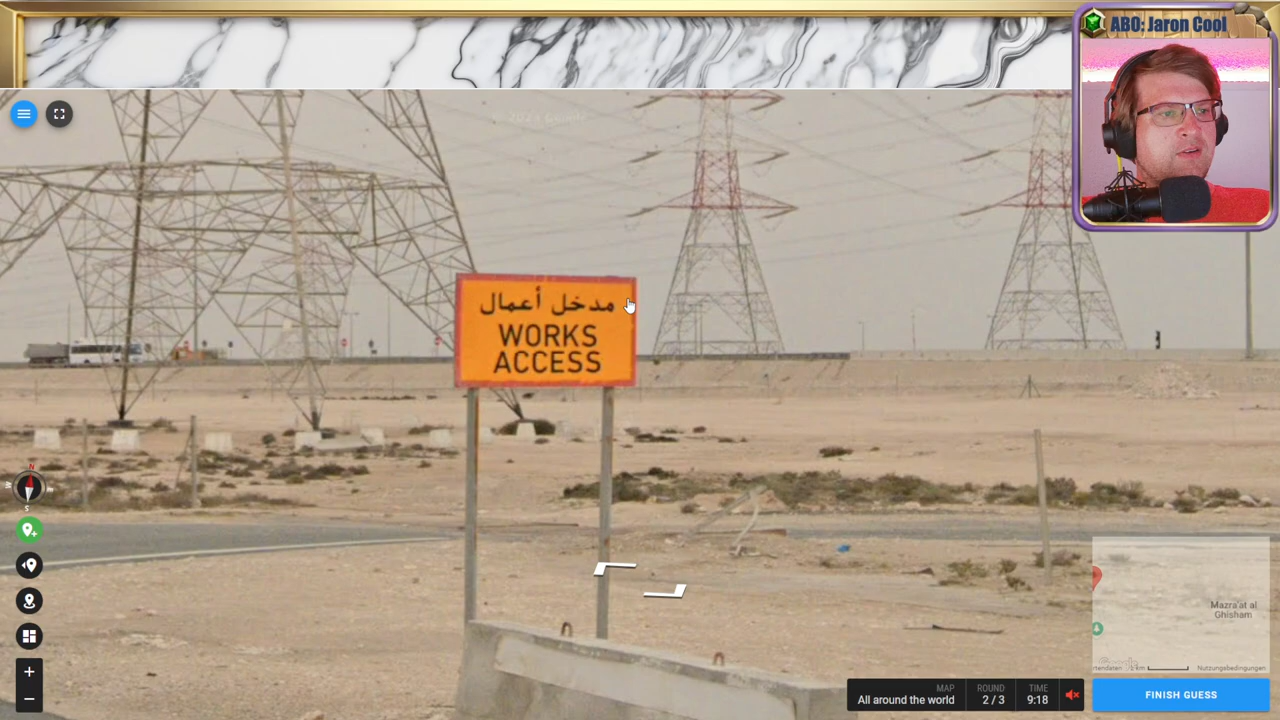 ABO: Jaron Cool
مدخل أعمال
WORKS
ACCESS
N
S
Mazra'at al
Ghisham
Nutzungsbedingungen
MAP
All around the world
ROUND
2 / 3
TIME
9:18
FINISH GUESS